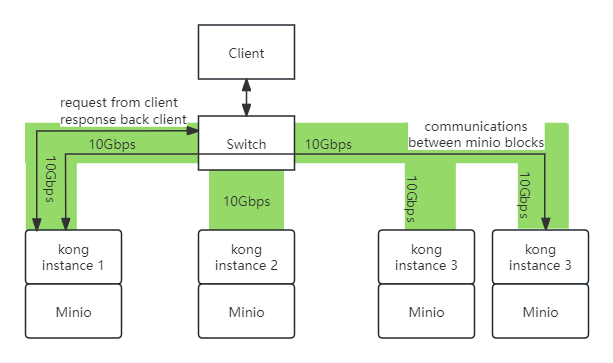 Client
request from client
response back client
communications
between minio blocks
10Gbps
Switch
10Gbps
10Gbps
10Gbps
10Gbps
10Gbps
kong
instance 1
kong
instance 2
kong
instance 3
kong
instance 3
Minio
Minio
Minio
Minio